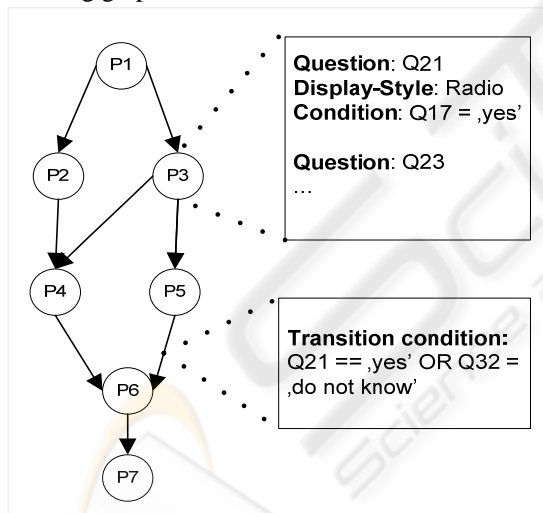 P1
Question: Q21
Display-Style: Radio
Condition: Q17 = ‚yes’
Question: Q23
...
P2
P3
P4
P5
Transition condition:
Q21 == ‚yes’ OR Q32 =
‚do not know’
P6
P7